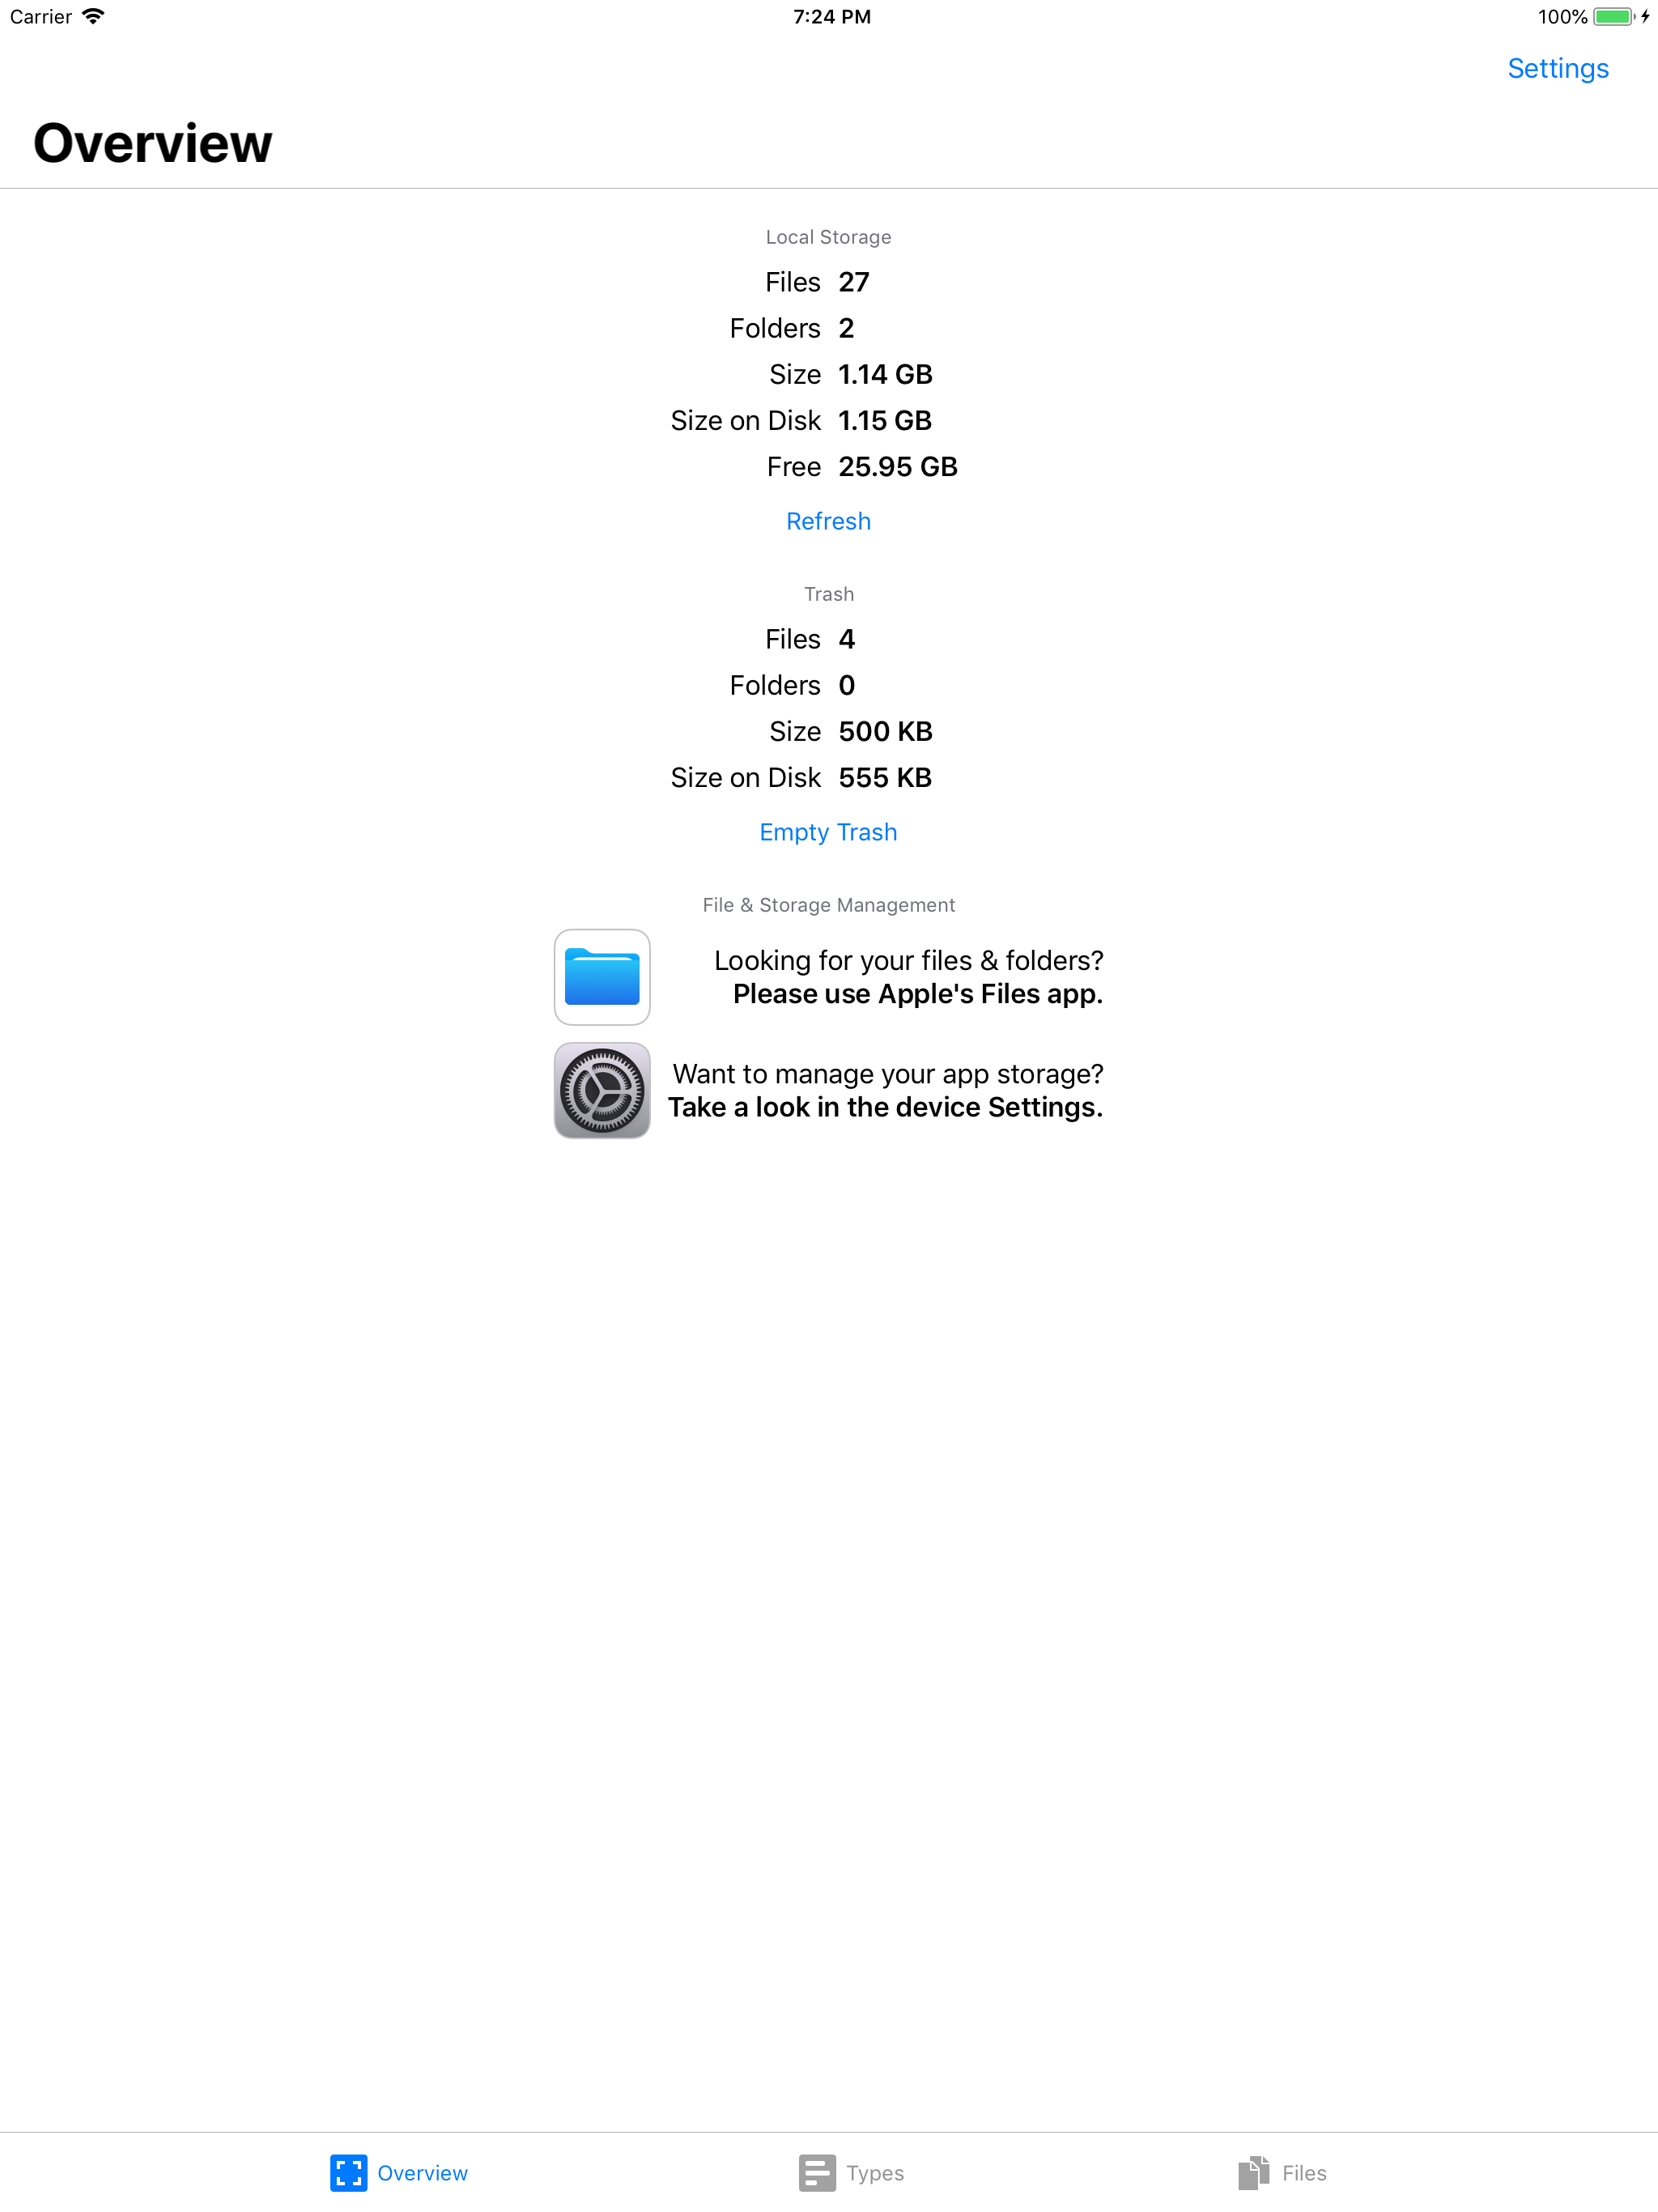 Carrier 7:24 PM 100%
Settings
Overview
Local Storage
Files 27
Folders 2
Size 1.14 GB
Size on Disk 1.15 GB
Free 25.95 GB
Refresh
Trash
Files 4
Folders 0
Size 500 KB
Size on Disk 555 KB
Empty Trash
File & Storage Management
Looking for your files & folders?
Please use Apple's Files app.
Want to manage your app storage?
Take a look in the device Settings.
Overview Types Files